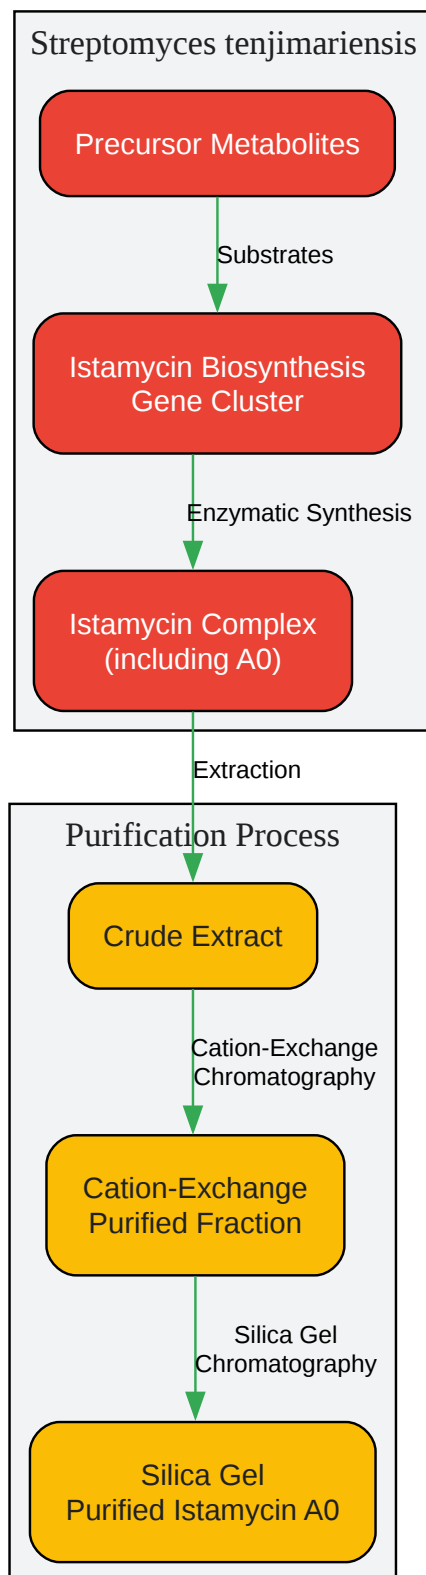 Streptomyces tenjimariensis
Precursor Metabolites
Substrates
Istamycin Biosynthesis
Gene Cluster
Enzymatic Synthesis
Istamycin Complex
(including A0)
Extraction
Purification Process
Crude Extract
Cation-Exchange
Chromatography
Cation-Exchange
Purified Fraction
Silica Gel
Chromatography
Silica Gel
Purified Istamycin A0